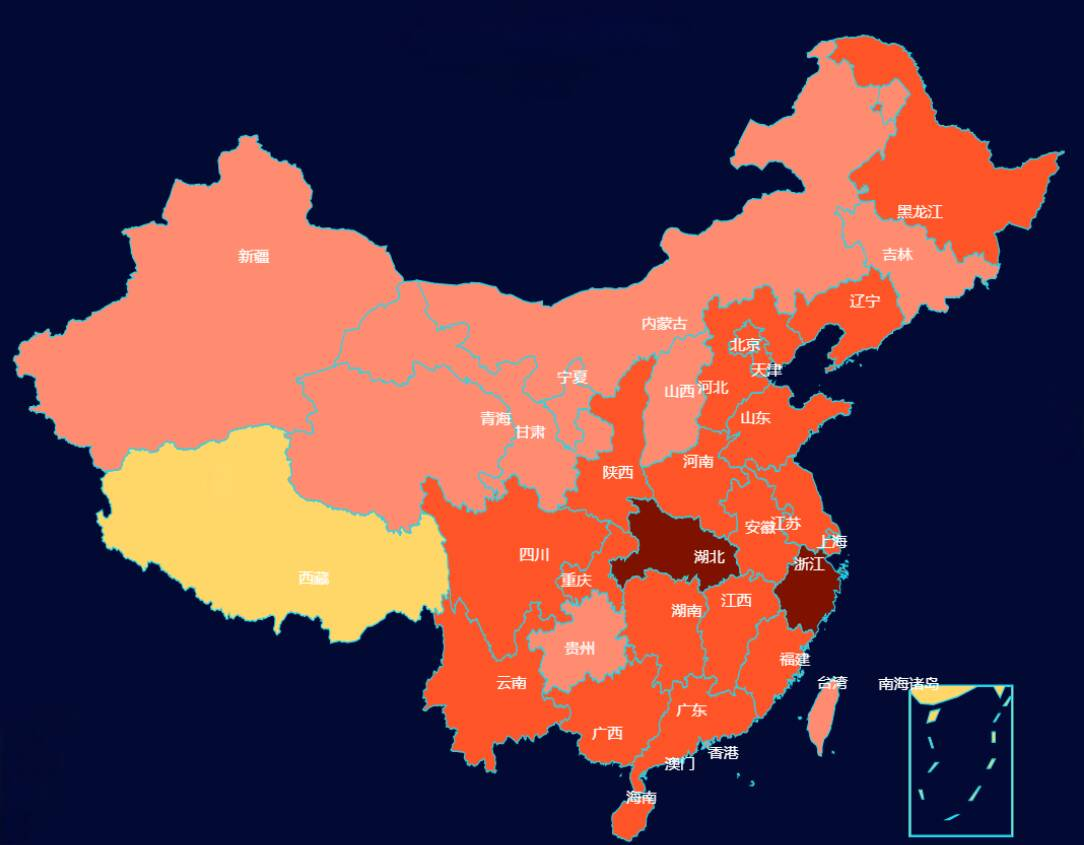 黑龙江
吉林
新疆
辽宁
内蒙古
北京
天津
宁夏
山西
河北
青海
甘肃
山东
河南
陕西
安徽
江苏
上海
四川
湖北
浙江
重庆
西藏
江西
湖南
贵州
福建
云南
台湾
南海诸岛
广东
广西
香港
澳门
海南